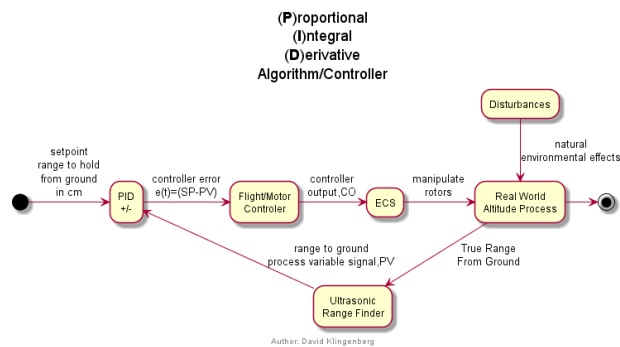 (P)roportional
(I)ntegral
(D)erivative
Algorithm/Controller
Disturbances
natural
environmental effects
setpoint
range to hold
from ground
in cm
PID
+/-
controller error
e(t)=(SP-PV)
Flight/Motor
Controler
controller
output,CO
ECS
manipulate
rotors
Real World
Altitude Process
range to ground
process variable signal,PV
True Range
From Ground
Ultrasonic
Range Finder
Author: David Klingenberg